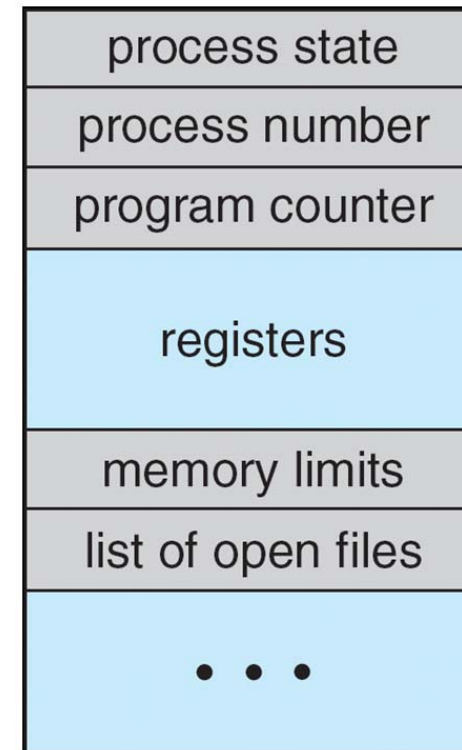 process state
process number
program counter
registers
memory limits
list of open files
• • •